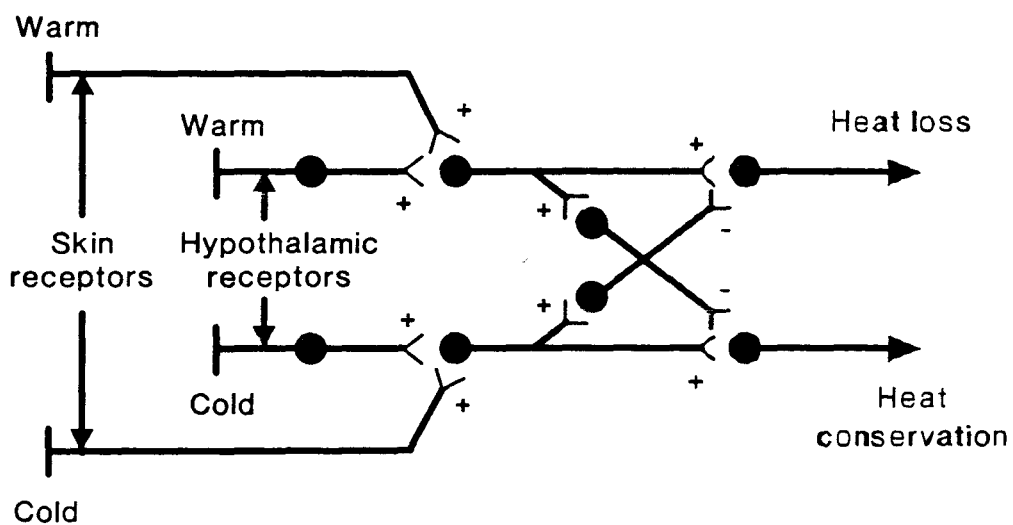 Warm
+
Warm
+
Heat loss
+
+
Skin
receptors
Hypothalamic
receptors
-
-
+
+
Cold
+
+
Heat
conservation
Cold